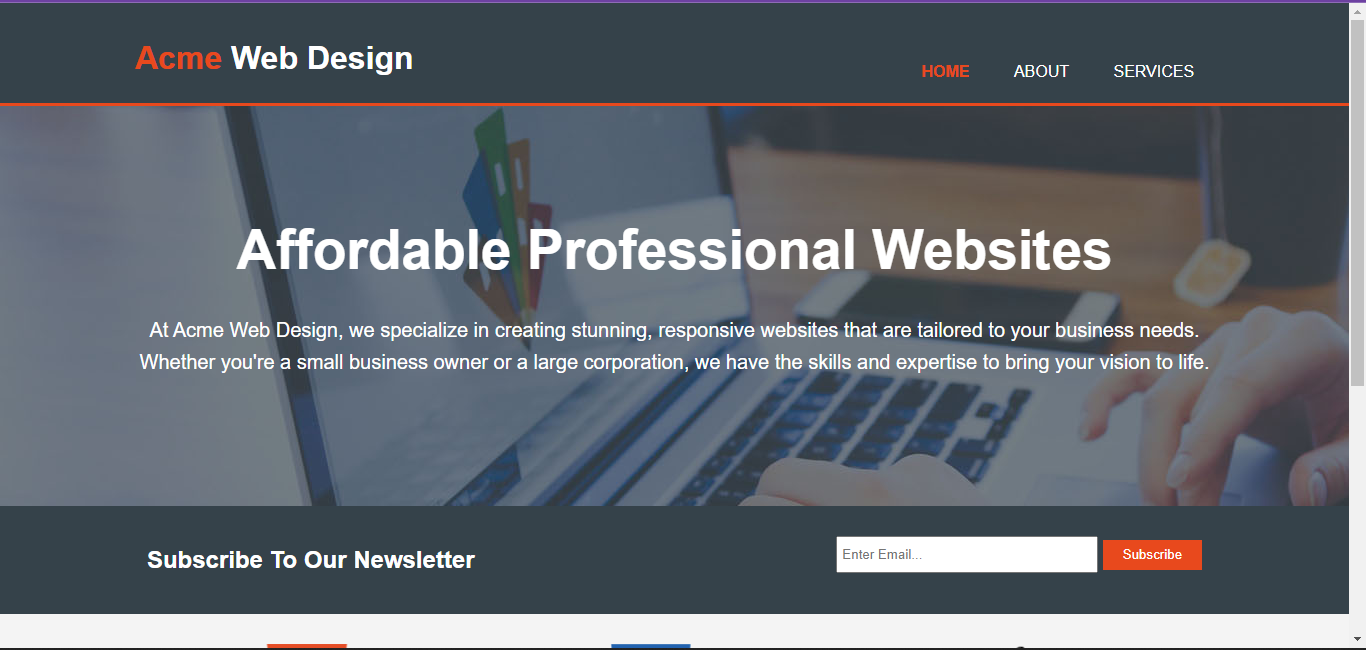 Acme Web Design
HOME ABOUT SERVICES
Affordable Professional Websites
At Acme Web Design, we specialize in creating stunning, responsive websites that are tailored to your business needs.
Whether you're a small business owner or a large corporation, we have the skills and expertise to bring your vision to life.
Subscribe To Our Newsletter
Enter Email...
Subscribe